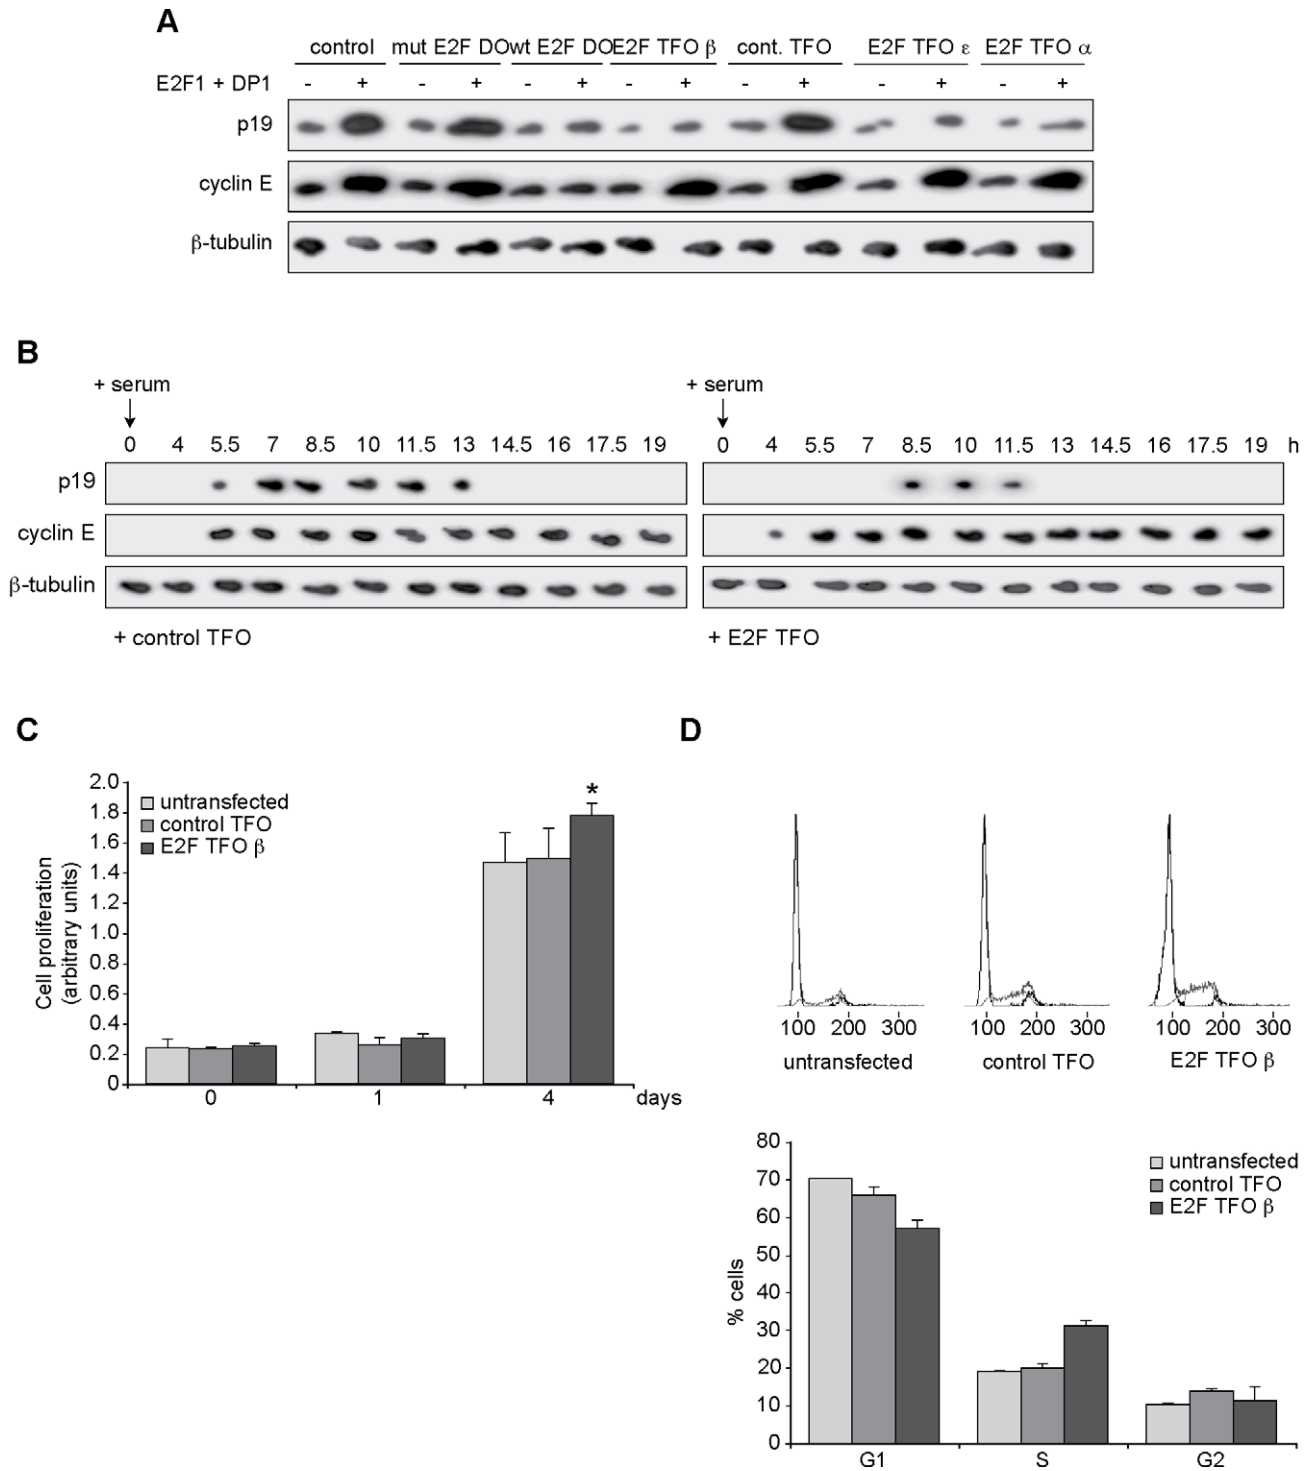 A
control mut E2F DO wt E2F DO E2F TFO β cont. TFO E2F TFO ε E2F TFO α
E2F1 + DP1 - + - + - + - + - + - + - +
p19
cyclin E
β-tubulin
B
+ serum + serum
0 4 5.5 7 8.5 10 11.5 13 14.5 16 17.5 19 0 4 5.5 7 8.5 10 11.5 13 14.5 16 17.5 19 h
p19
cyclin E
β-tubulin
+ control TFO + E2F TFO
C
Cell proliferation
(arbitrary units)
2.0
1.8
1.6
1.4
1.2
1.0
0.8
0.6
0.4
0.2
0
untransfected
control TFO
E2F TFO β
*
0 1 4 days
D
100 200 300 100 200 300 100 200 300
untransfected control TFO E2F TFO β
% cells
80
70
60
50
40
30
20
10
0
untransfected
control TFO
E2F TFO β
G1 S G2